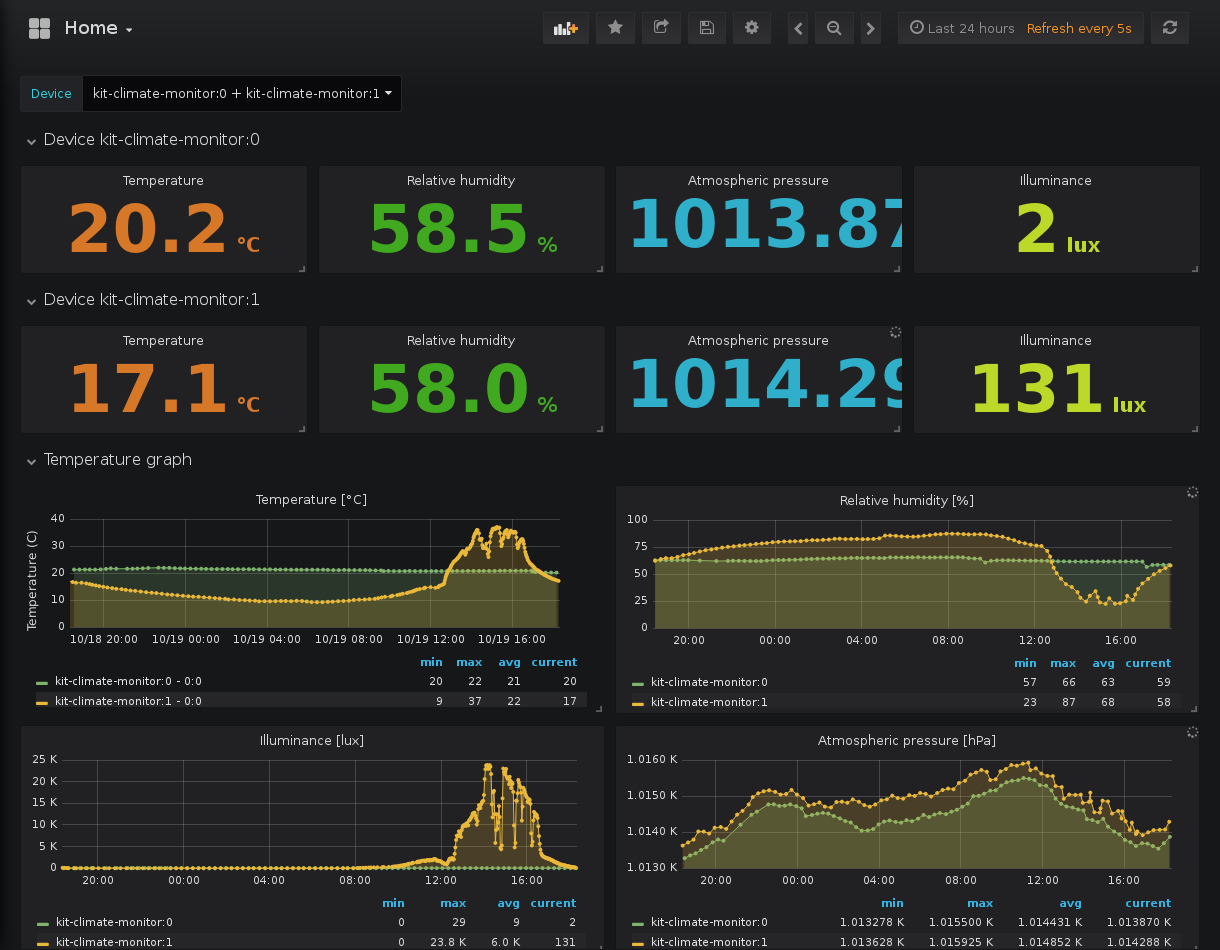 Home
Last 24 hours Refresh every 5s
Device kit-climate-monitor:0 + kit-climate-monitor:1
Device kit-climate-monitor:0
Temperature Relative humidity Atmospheric pressure Illuminance
20.2 °C 58.5 % 1013.87 2 lux
Device kit-climate-monitor:1
Temperature Relative humidity Atmospheric pressure Illuminance
17.1 °C 58.0 % 1014.29 131 lux
Temperature graph
Temperature [°C]
Temperature (C)
40
30
20
10
0
10/18 20:00 10/19 00:00 10/19 04:00 10/19 08:00 10/19 12:00 10/19 16:00
min max avg current
kit-climate-monitor:0 - 0:0 20 22 21 20
kit-climate-monitor:1 - 0:0 9 37 22 17
Relative humidity [%]
100
75
50
25
0
20:00 00:00 04:00 08:00 12:00 16:00
min max avg current
kit-climate-monitor:0 57 66 63 59
kit-climate-monitor:1 23 87 68 58
Illuminance [lux]
25 K
20 K
15 K
10 K
5 K
0
20:00 00:00 04:00 08:00 12:00 16:00
min max avg current
kit-climate-monitor:0 0 29 9 2
kit-climate-monitor:1 0 23.8 K 6.0 K 131
Atmospheric pressure [hPa]
1.0160 K
1.0150 K
1.0140 K
1.0130 K
20:00 00:00 04:00 08:00 12:00 16:00
min max avg current
kit-climate-monitor:0 1.013278 K 1.015500 K 1.014431 K 1.013870 K
kit-climate-monitor:1 1.013628 K 1.015925 K 1.014852 K 1.014288 K